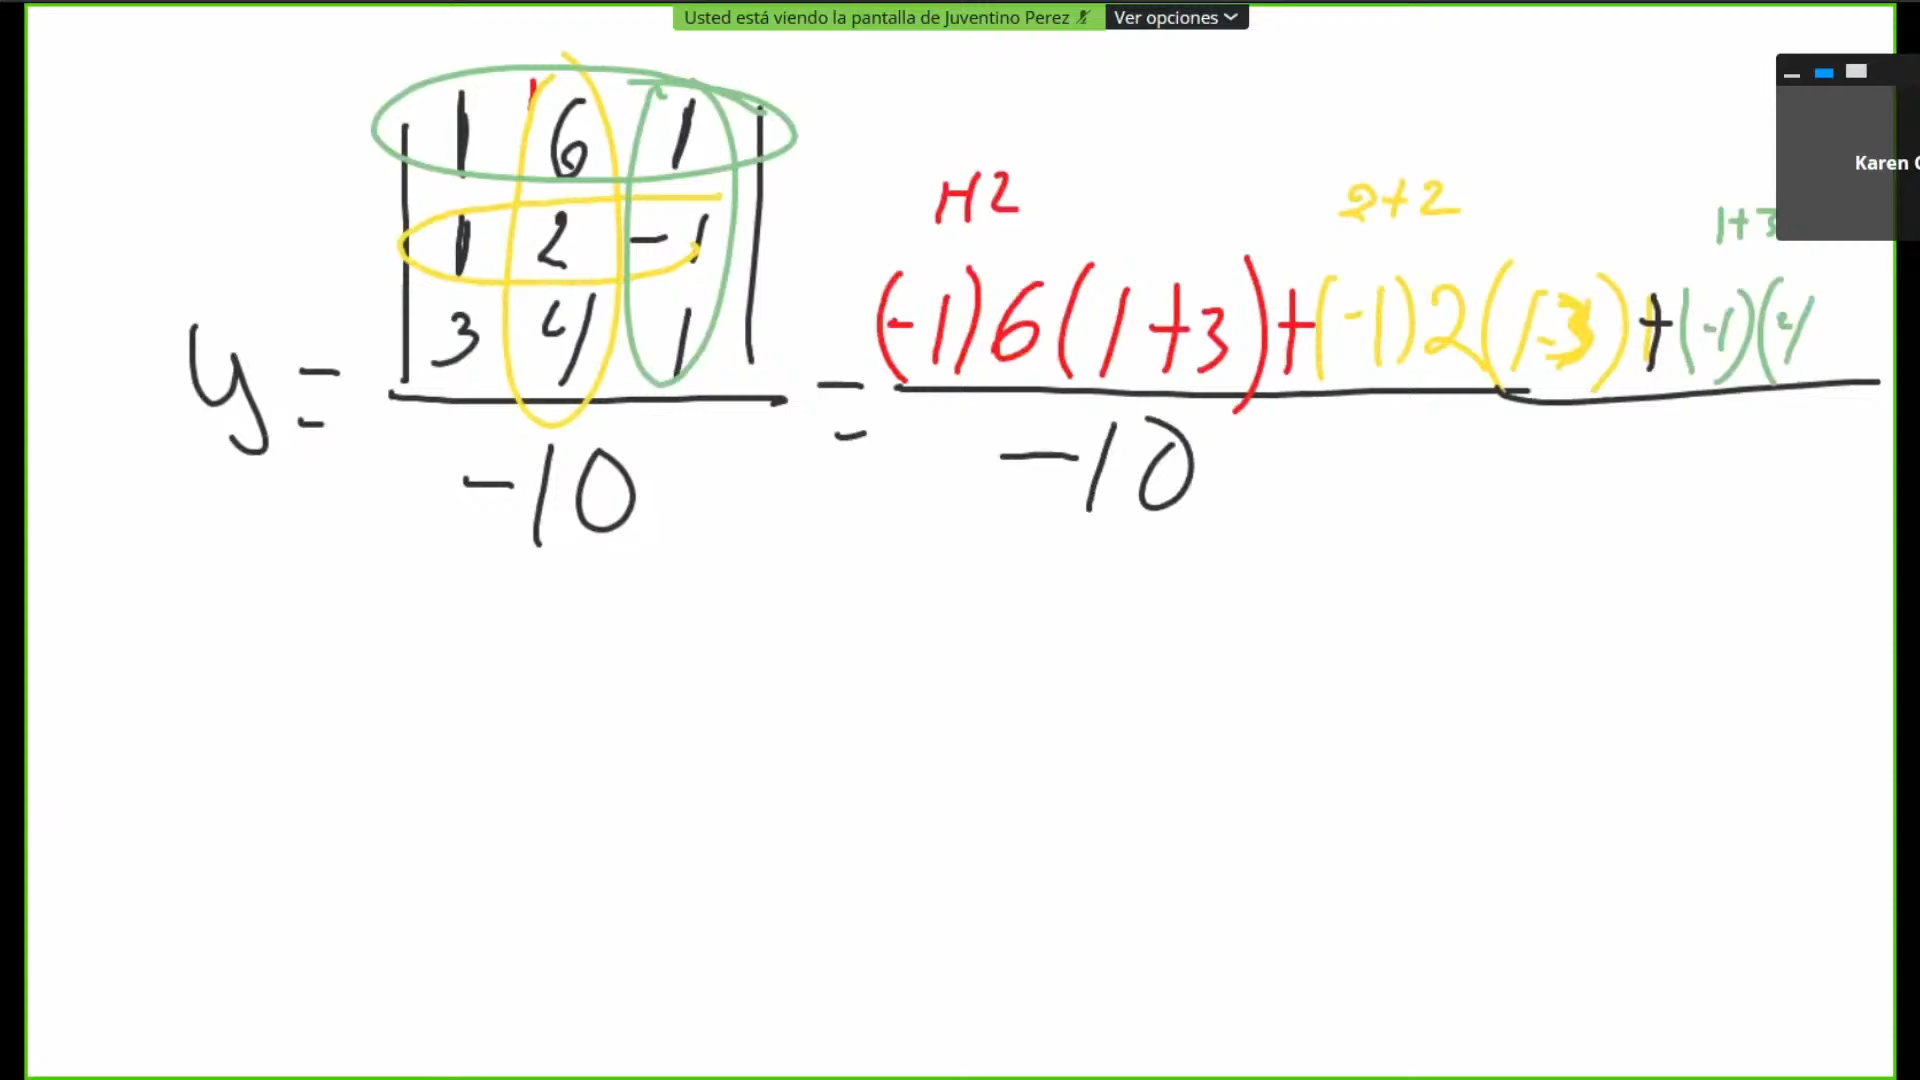 Usted está viendo la pantalla de Juventino Perez Ver opciones
Karen
1+2 2+2 1+3
| 1 6 1 |
| 1 2 -1 |
| 3 4 1 |
y = = (-1)6(1+3)+(-1)2(1-3)+(-1)(
-10 -10